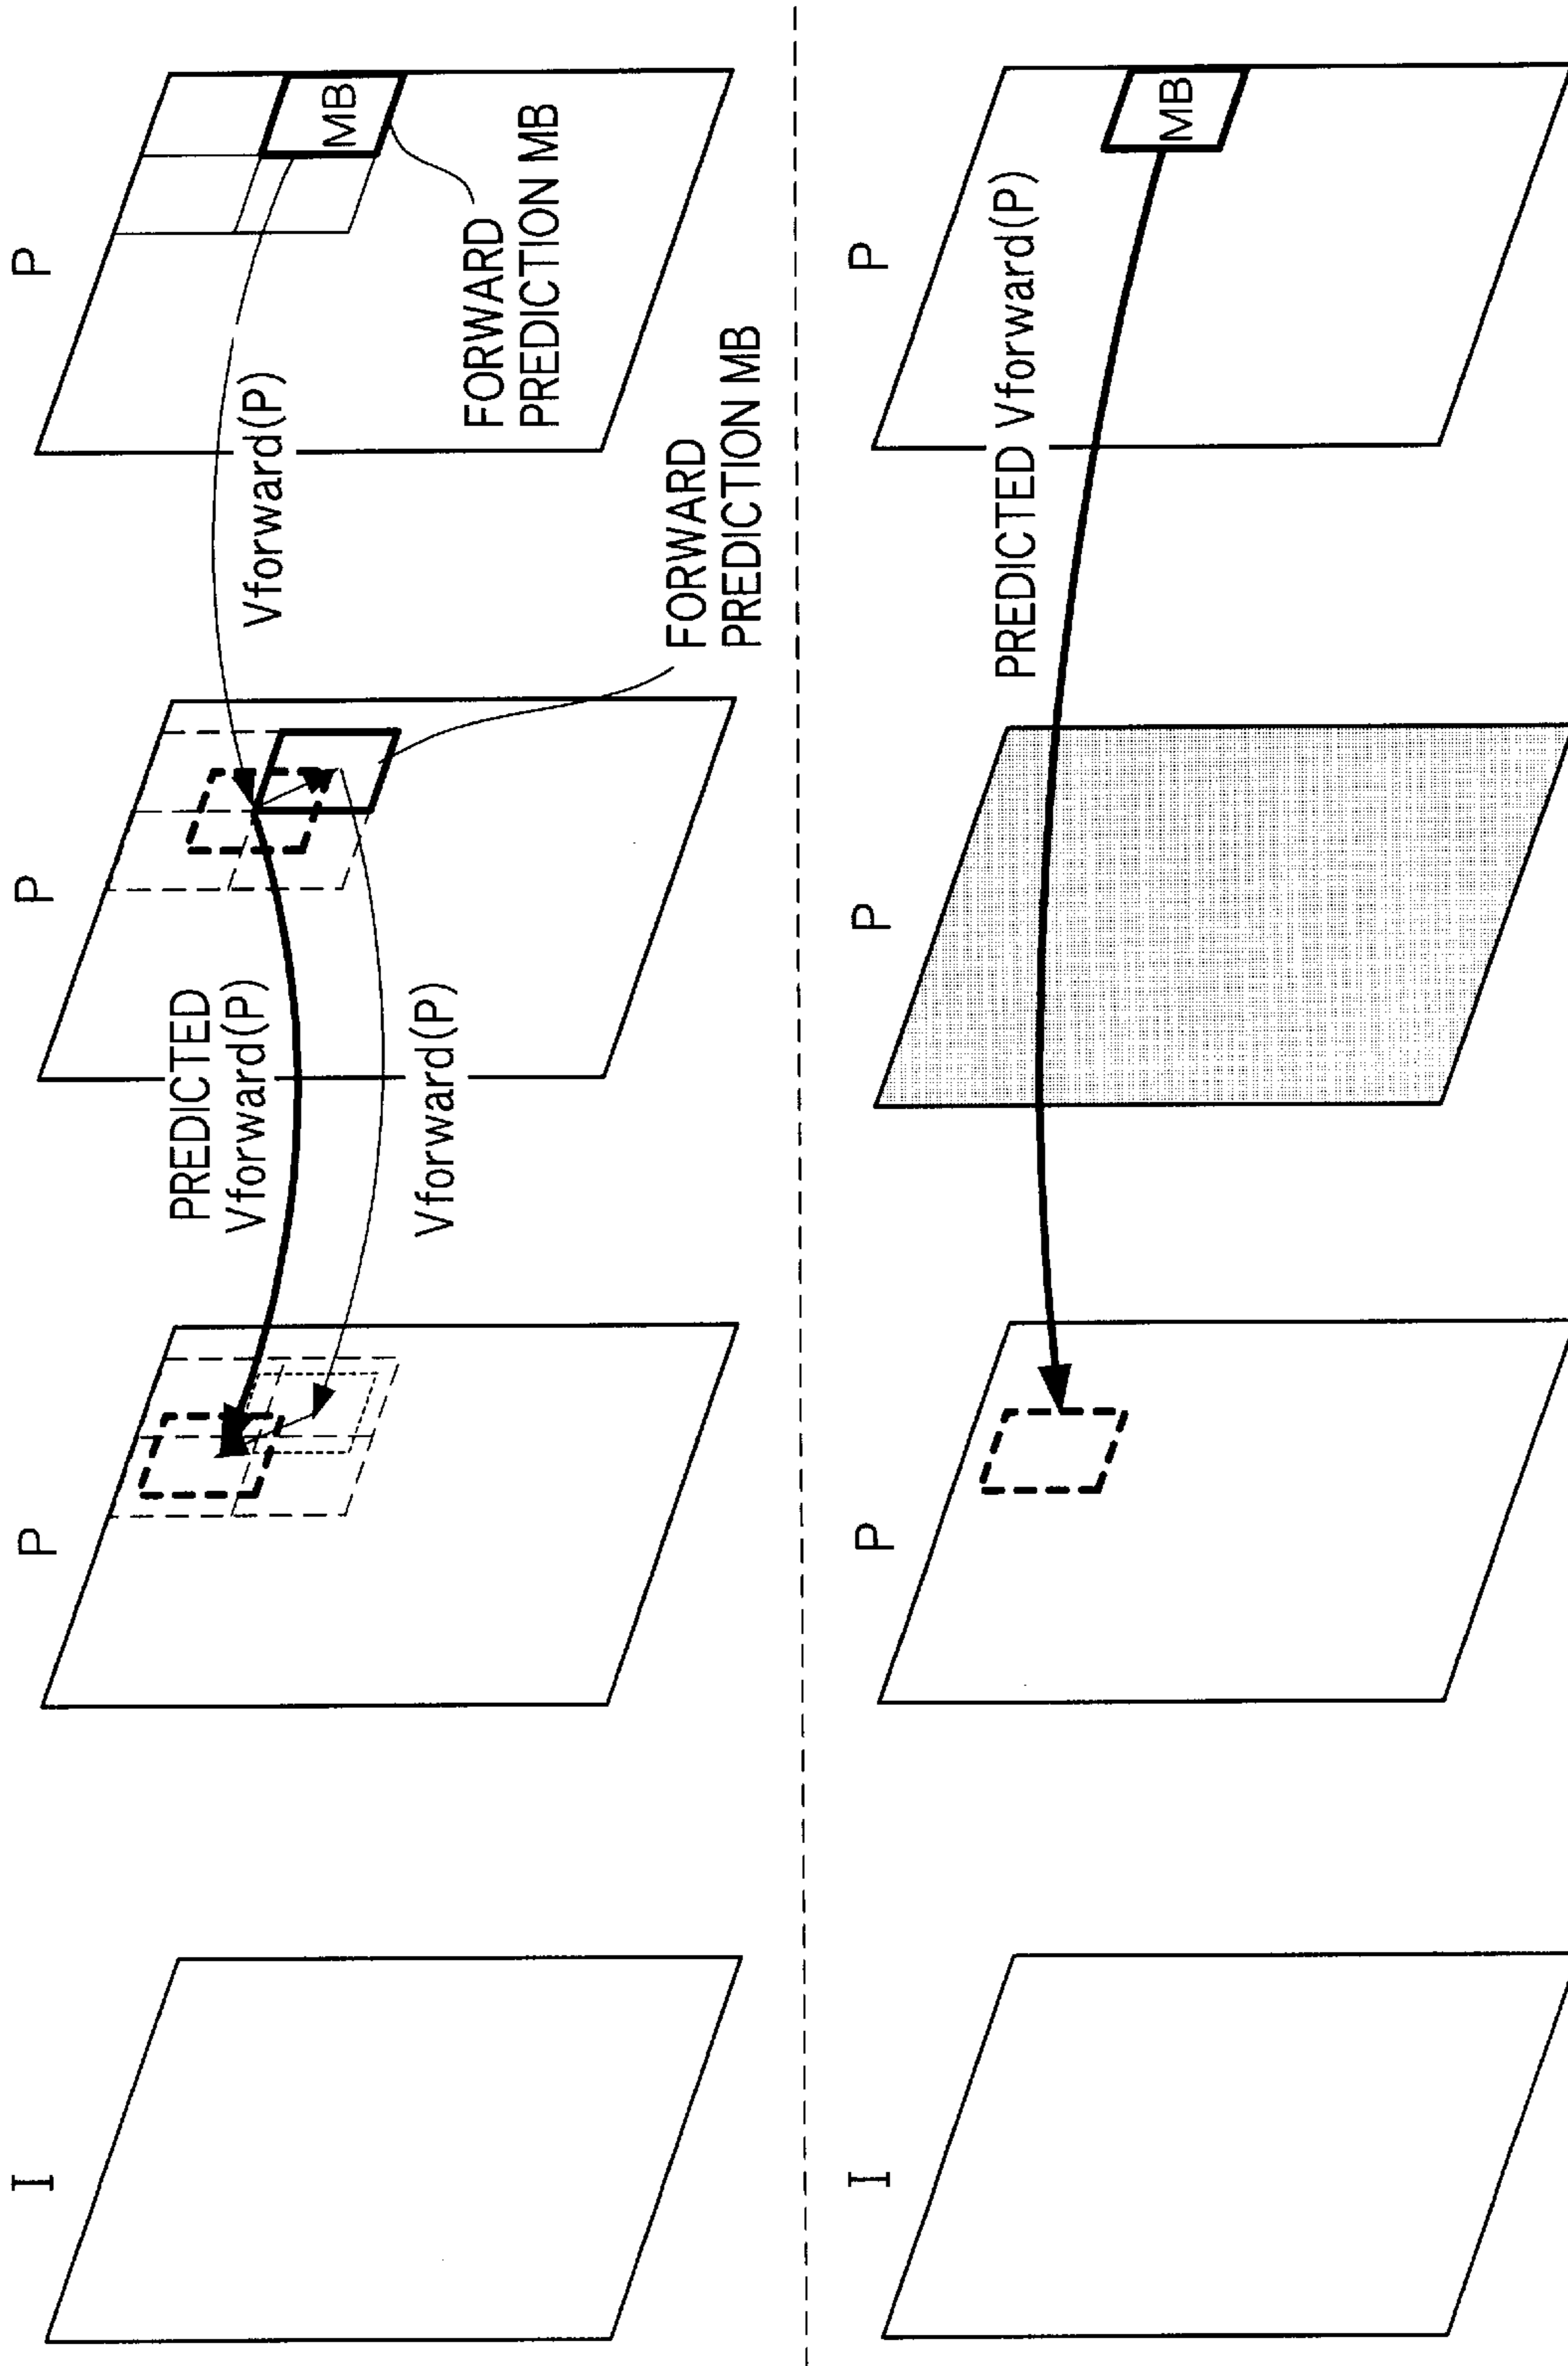 I
P
P
P
PREDICTED
Vforward(P)
Vforward(P)
MB
Vforward(P)
FORWARD
PREDICTION MB
FORWARD
PREDICTION MB
I
P
P
P
PREDICTED Vforward(P)
MB